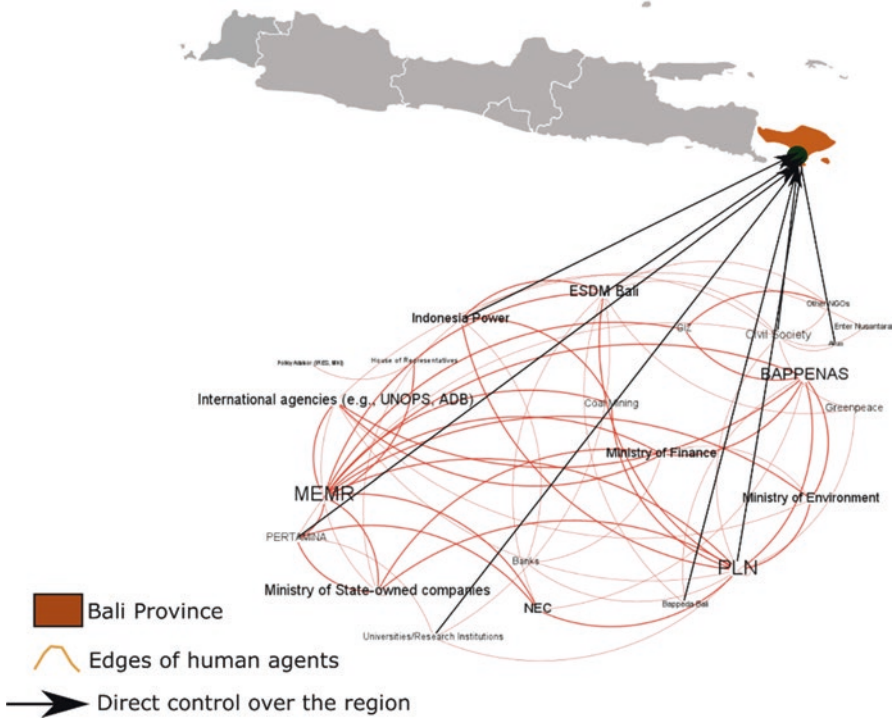 ESDM Bali
Other NGOs
Indonesia Power
GIZ
Civil Society
Enter Nusantara
House of Representatives
BAPPENAS
International agencies (e.g., UNOPS, ADB)
Coal Mining
Greenpeace
Ministry of Finance
MEMR
Ministry of Environment
PERTAMINA
Banks
PLN
Ministry of State-owned companies
NEC
Bappeda Bali
Universities/Research Institutions
Bali Province
Edges of human agents
Direct control over the region